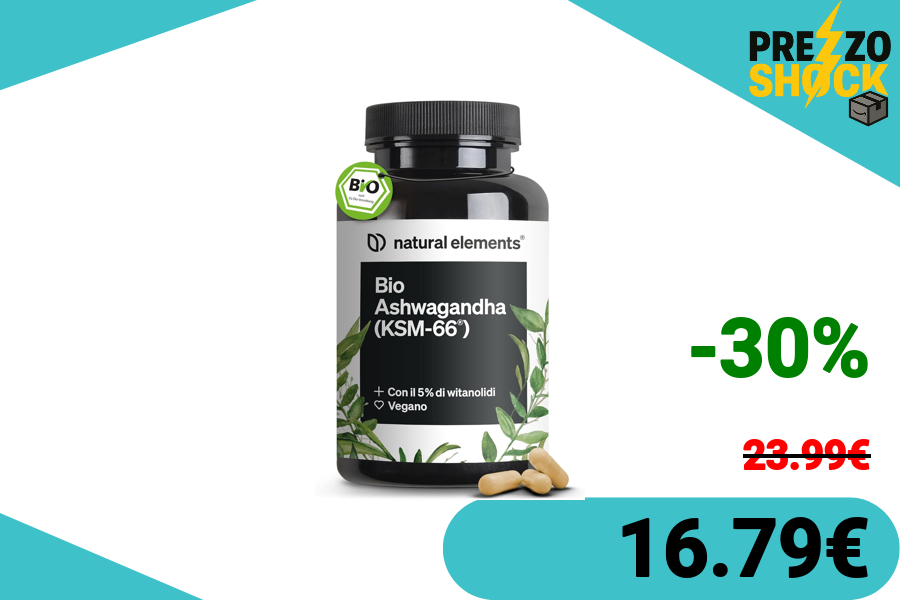 PREZZO
SHOCK
BiO
natural elements®
Bio
Ashwagandha
(KSM-66®)
+ Con il 5% di witanolidi
Vegano
-30%
23.99€
16.79€